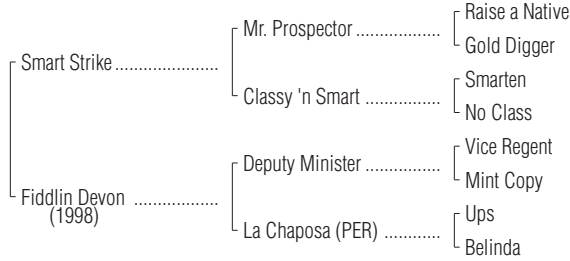 Raise a Native
Mr. Prospector ..................
Gold Digger
Smart Strike ......................
Smarten
Classy 'n Smart ................
No Class
Vice Regent
Deputy Minister ................
Mint Copy
Fiddlin Devon ..................
(1998)
Ups
La Chaposa (PER) .............
Belinda